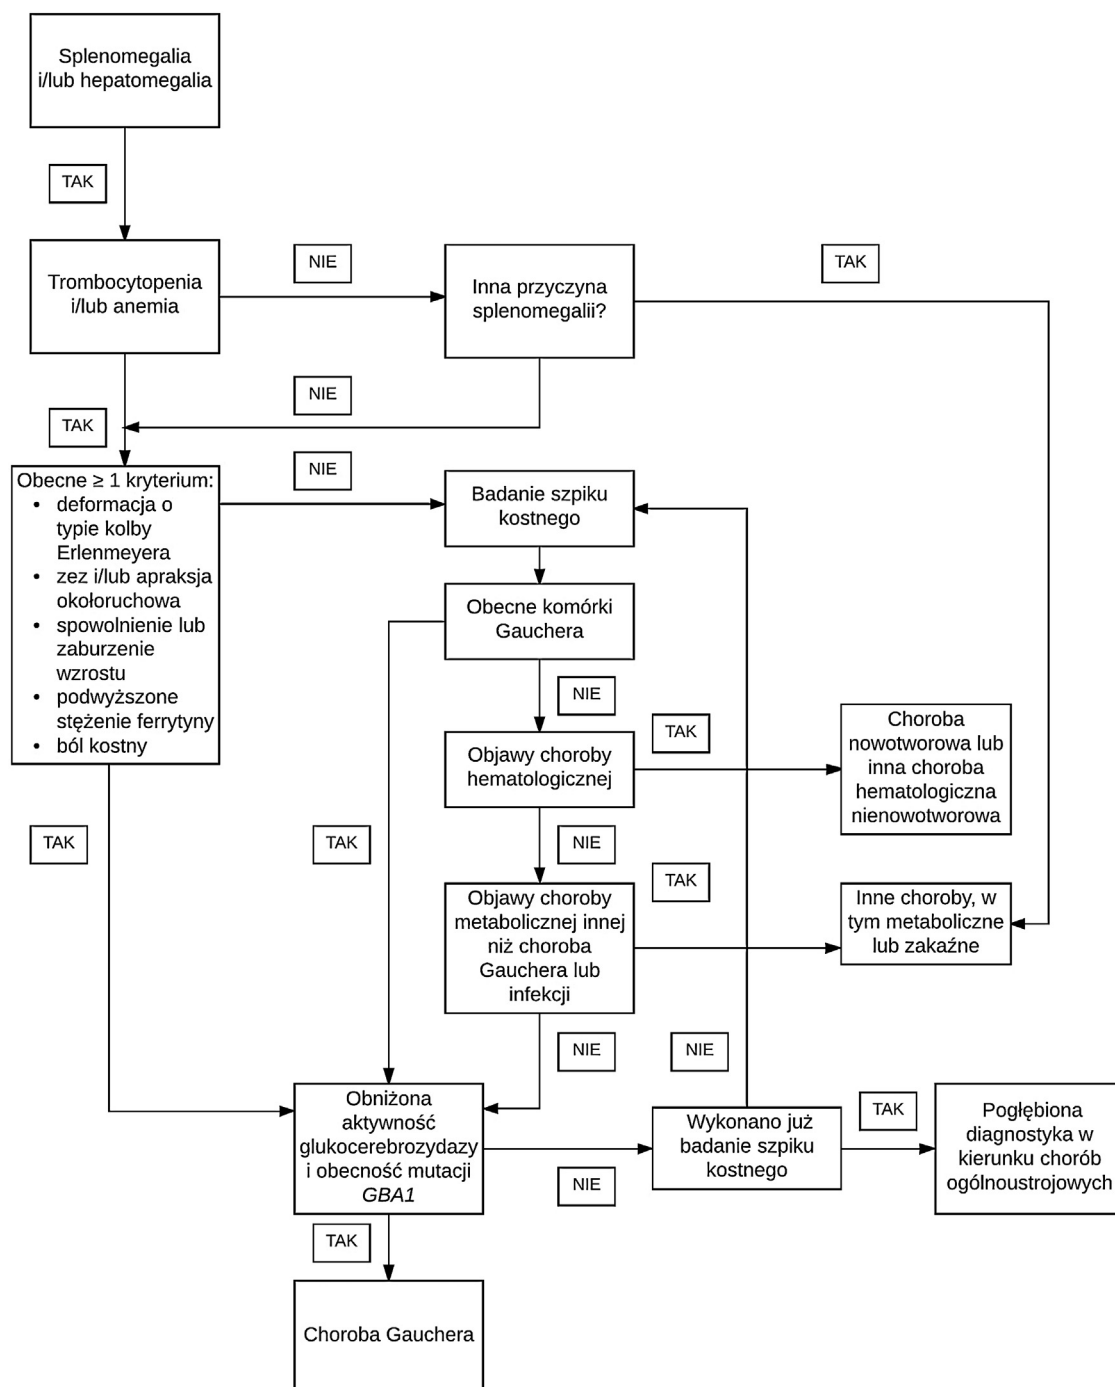 Splenomegalia
i/lub hepatomegalia
TAK
Trombocytopenia
i/lub anemia
NIE
Inna przyczyna
splenomegalii?
TAK
NIE
TAK
Obecne ≥ 1 kryterium:
• deformacja o
typie kolby
Erlenmeyera
• zez i/lub apraksja
okołoruchowa
• spowolnienie lub
zaburzenie
wzrostu
• podwyższone
stężenie ferrytyny
• ból kostny
NIE
Badanie szpiku
kostnego
Obecne komórki
Gauchera
NIE
TAK
Objawy choroby
hematologicznej
Choroba
nowotworowa lub
inna choroba
hematologiczna
nienowotworowa
TAK
TAK
NIE
TAK
Objawy choroby
metabolicznej innej
niż choroba
Gauchera lub
infekcji
Inne choroby, w
tym metaboliczne
lub zakaźne
NIE
NIE
Obniżona
aktywność
glukocerebrozydazy
i obecność mutacji
GBA1
NIE
Wykonano już
badanie szpiku
kostnego
TAK
Pogłębiona
diagnostyka w
kierunku chorób
ogólnoustrojowych
TAK
Choroba Gauchera